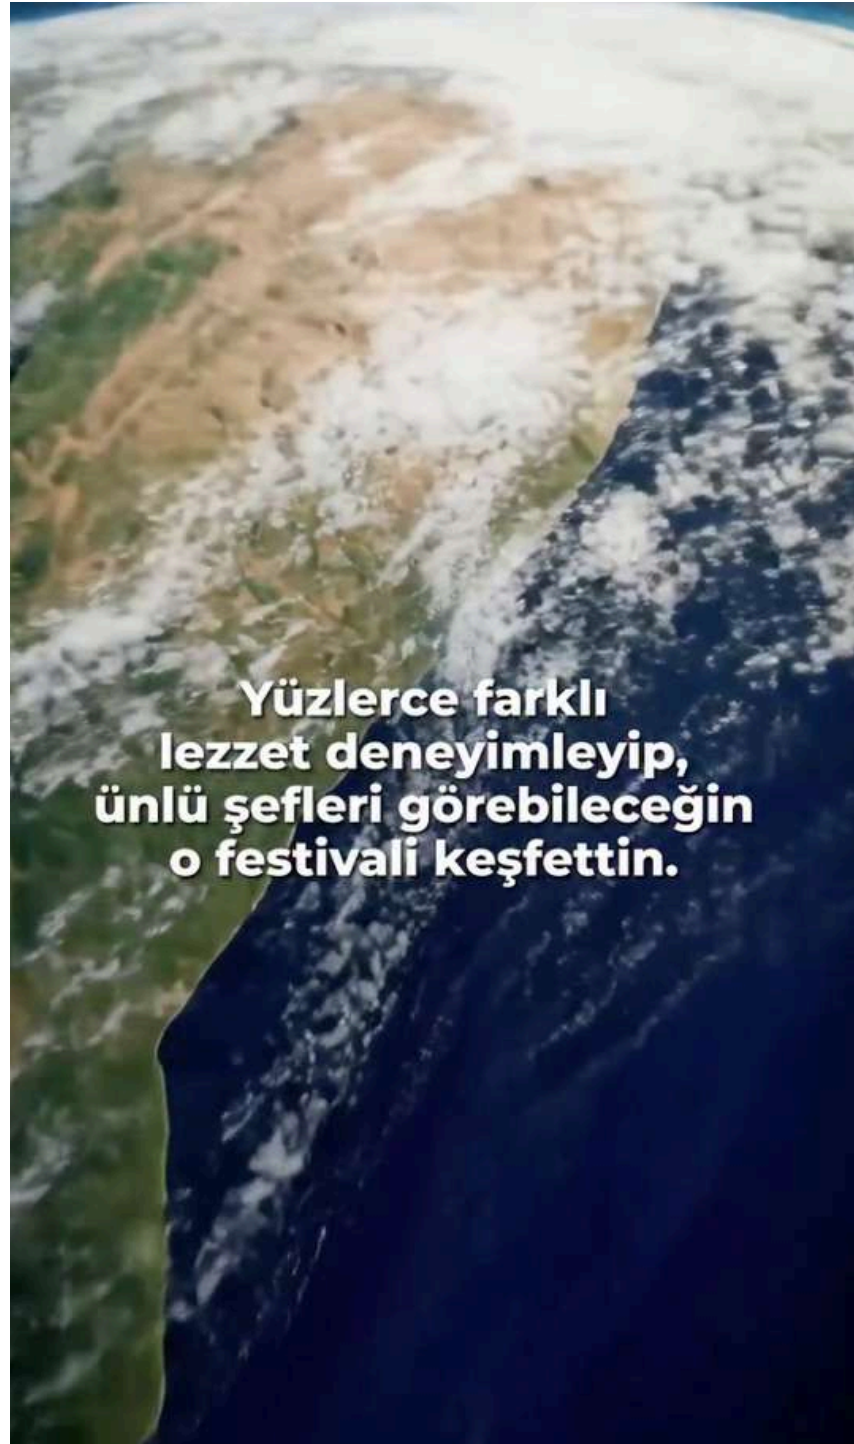 Yüzlerce farklı
lezzet deneyimleyip,
ünlü şefleri görebileceğin
o festivali keşfettin.